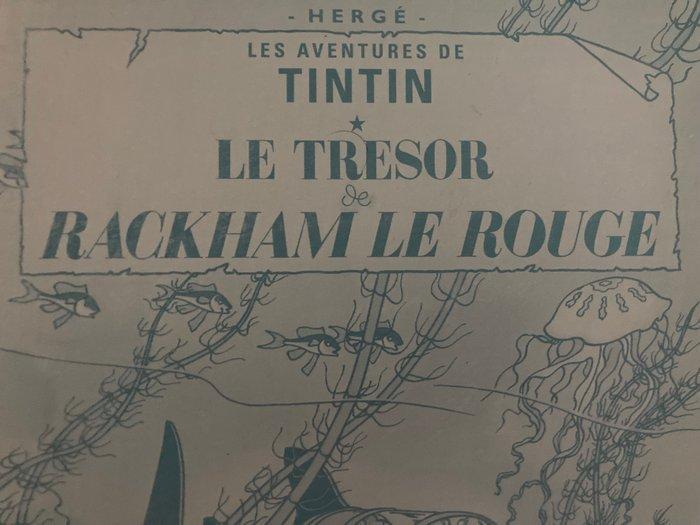 - HERGÉ -
LES AVENTURES DE
TINTIN
LE TRESOR
de
RACKHAM LE ROUGE